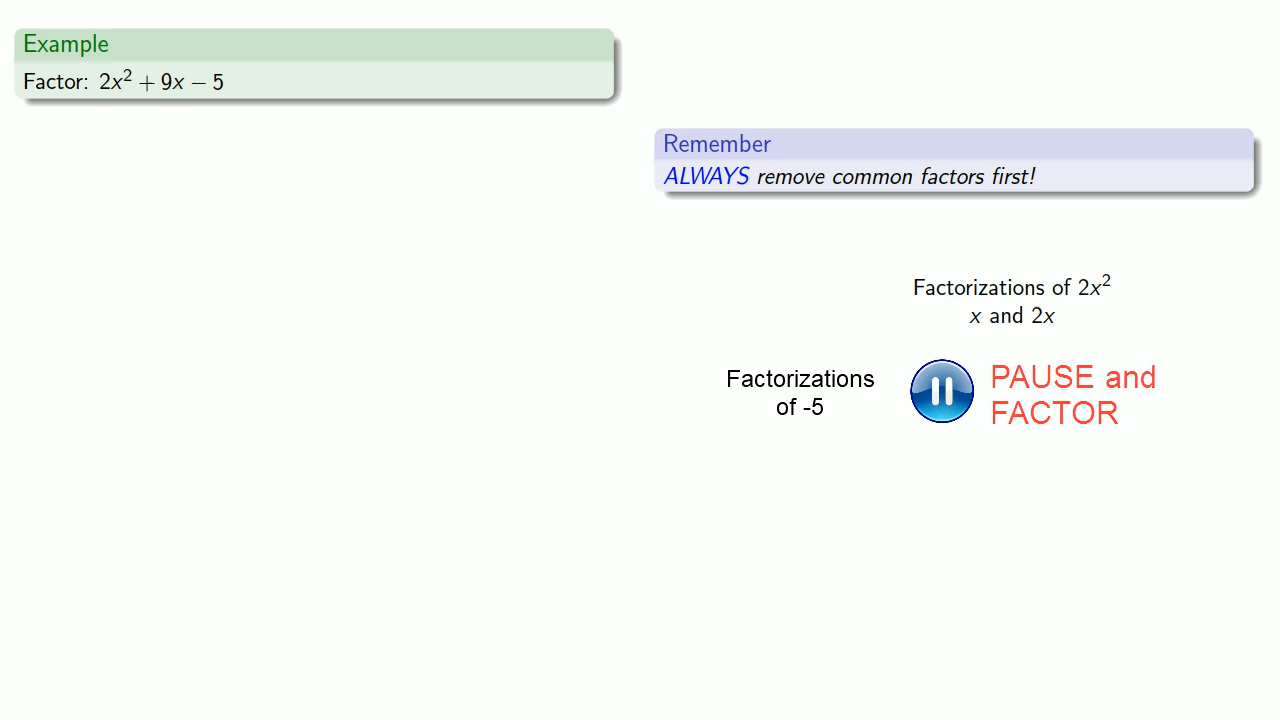 Example
Factor: 2x² + 9x − 5
Remember
ALWAYS remove common factors first!
Factorizations of 2x²
x and 2x
Factorizations
of -5
PAUSE and
FACTOR